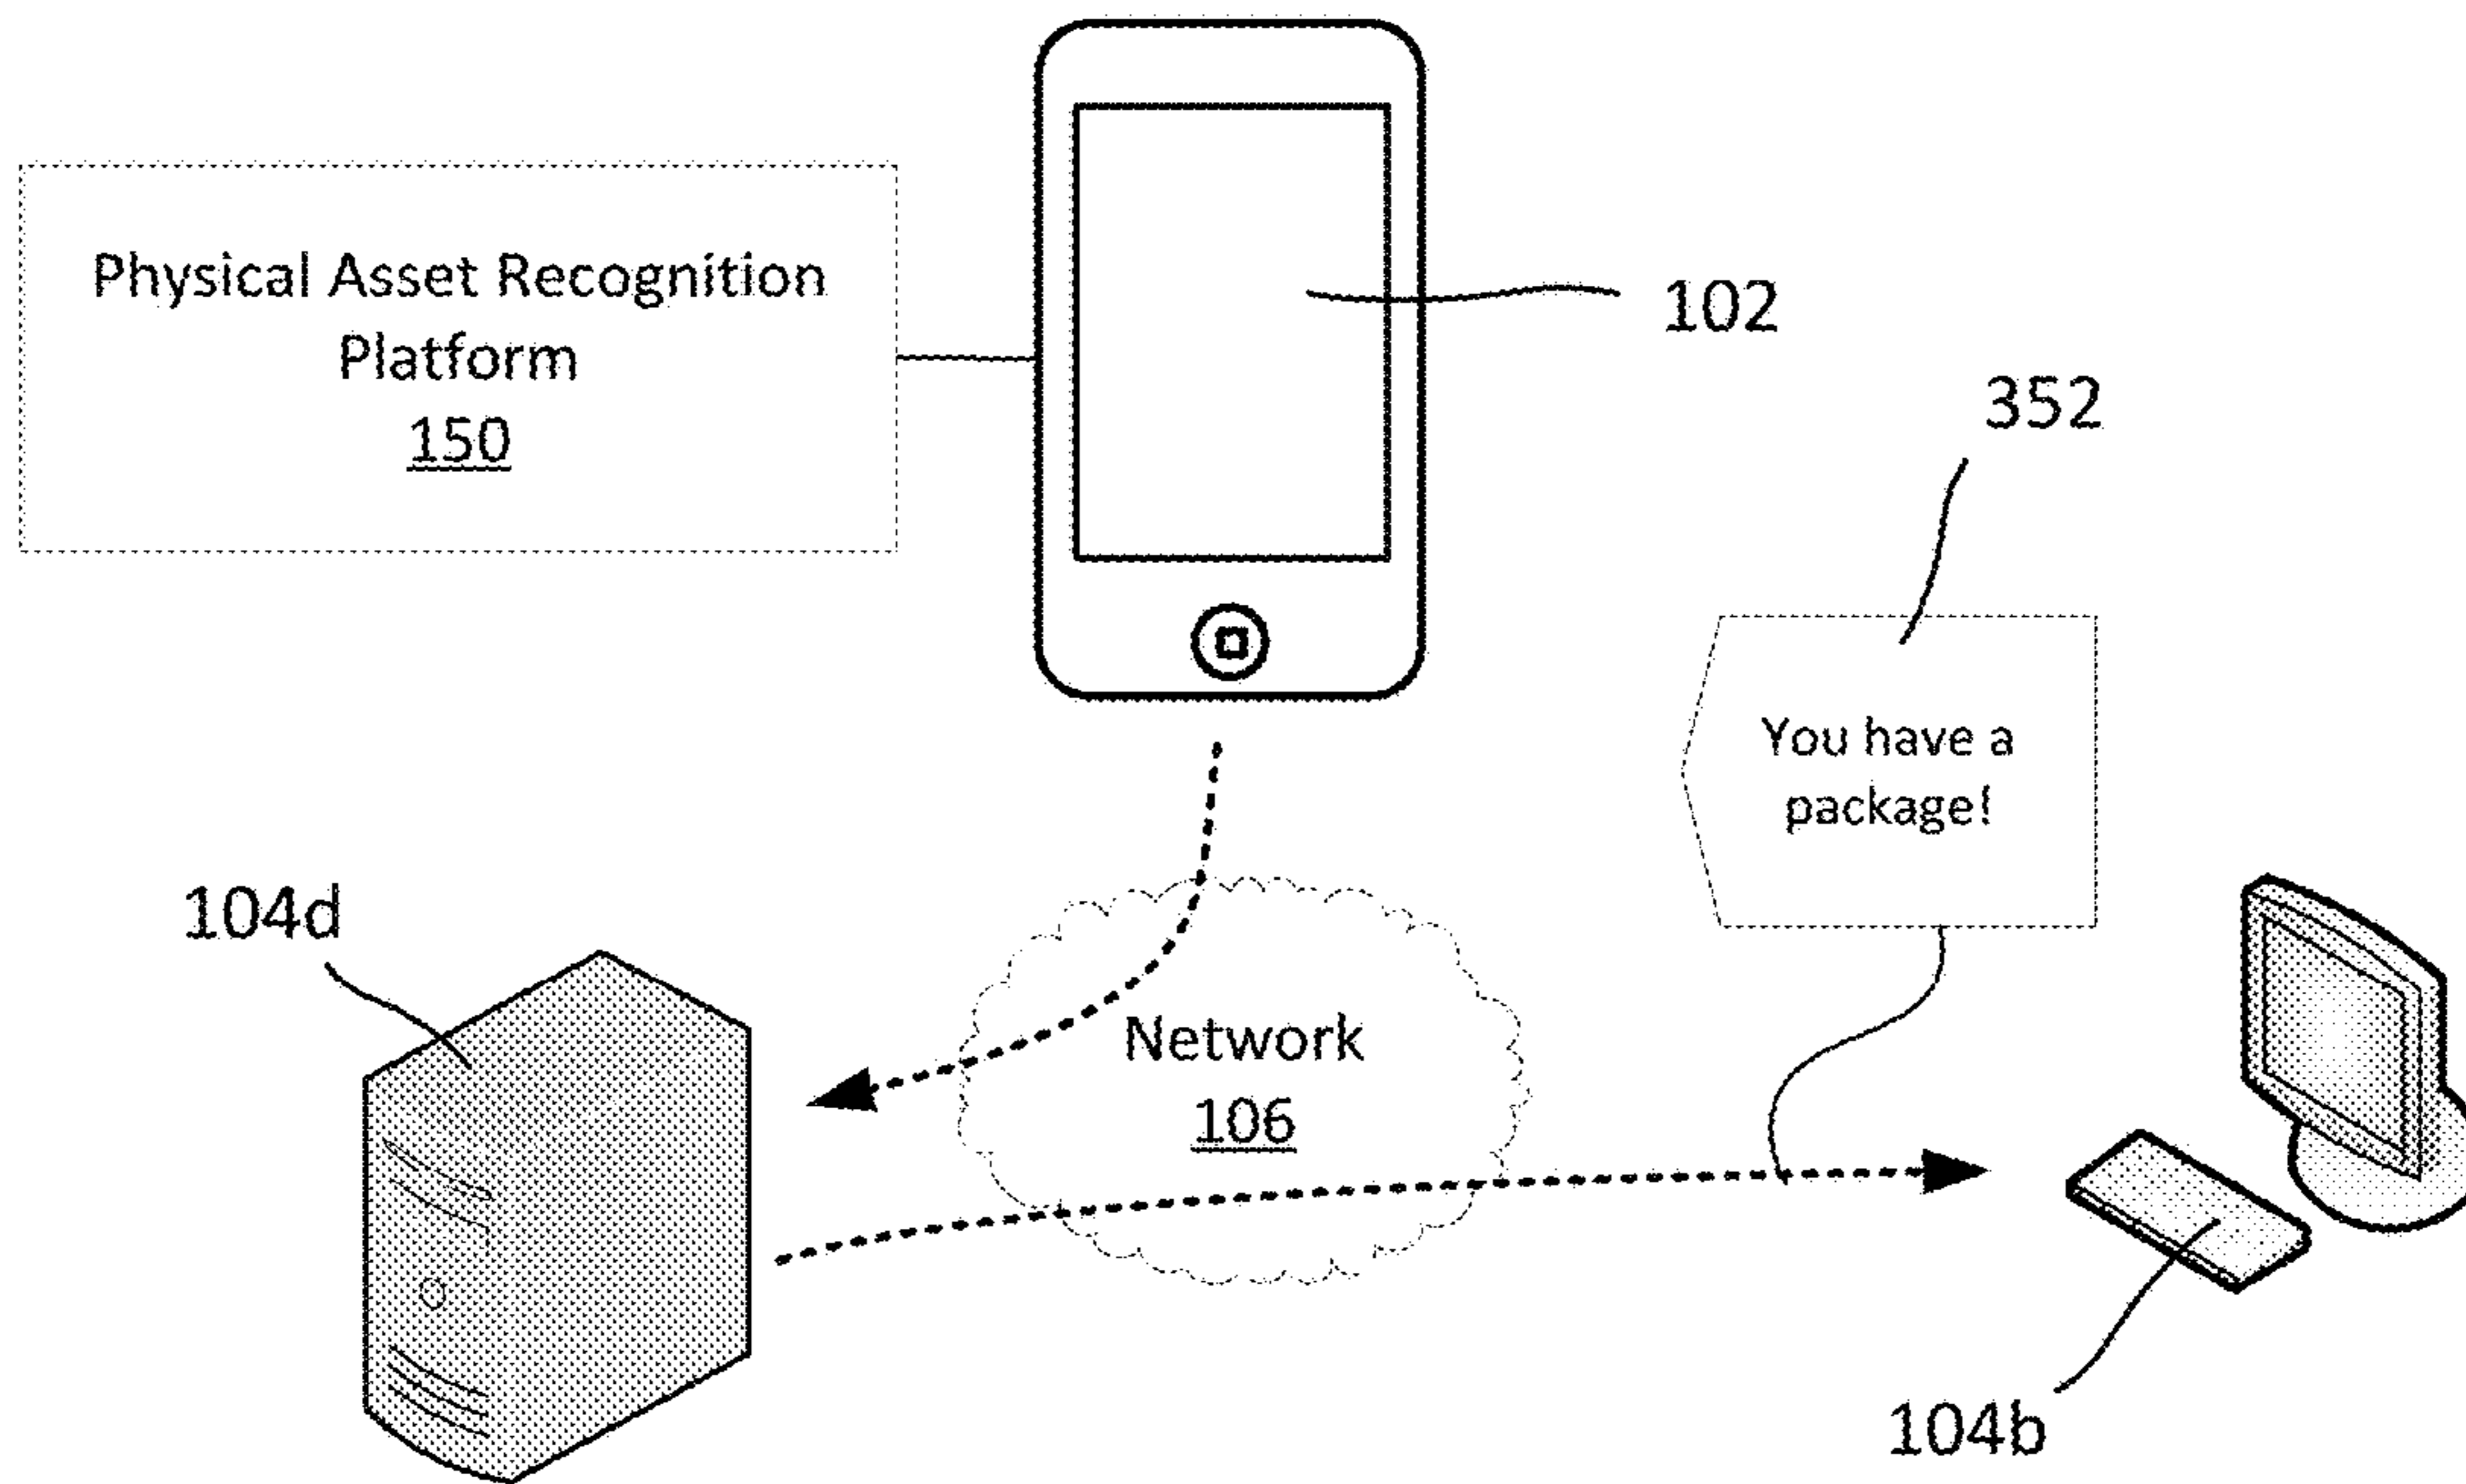 Physical Asset Recognition
Platform
150
102
352
You have a
package!
104d
Network
106
104b